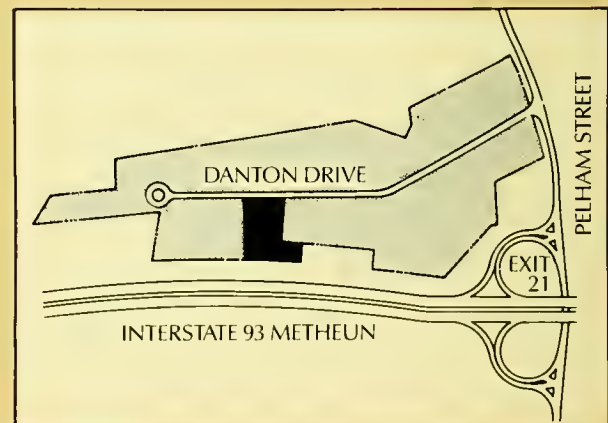 DANTON DRIVE
PELHAM STREET
EXIT
21
INTERSTATE 93 METHEUN